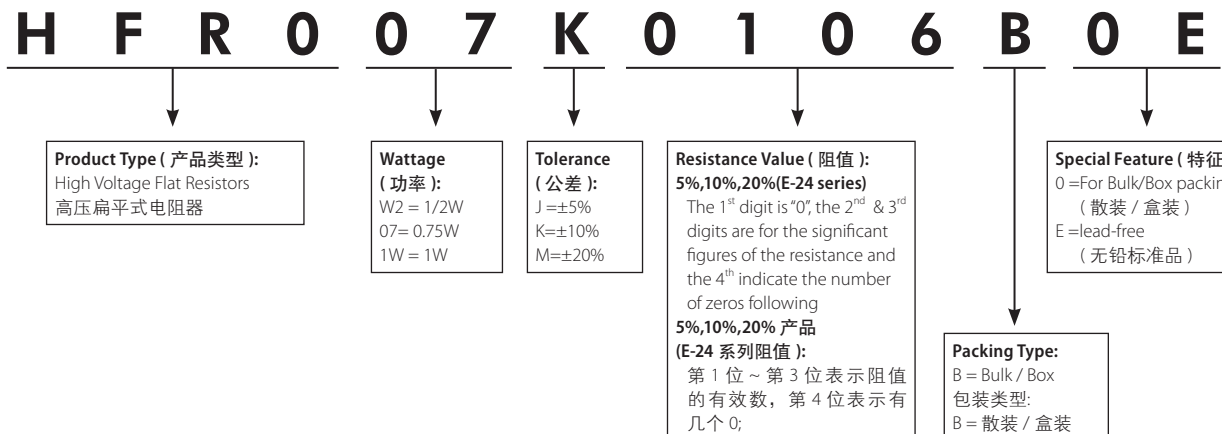 H F R 0 0 7 K 0 1 0 6 B 0 E
Product Type ( 产品类型 ):
High Voltage Flat Resistors
高压扁平式电阻器
Wattage
( 功率 ):
W2 = 1/2W
07= 0.75W
1W = 1W
Tolerance
( 公差 ):
J =±5%
K=±10%
M=±20%
Resistance Value ( 阻值 ):
5%,10%,20%(E-24 series)
The 1st digit is “0”, the 2nd & 3rd
digits are for the significant
figures of the resistance and
the 4th indicate the number
of zeros following
5%,10%,20% 产品
(E-24 系列阻值 ):
第 1 位 ~ 第 3 位表示阻值
的有效数，第 4 位表示有
几个 0;
Packing Type:
B = Bulk / Box
包装类型:
B = 散装 / 盒装
Special Feature ( 特征
0 =For Bulk/Box packin
( 散装 / 盒装 )
E =lead-free
( 无铅标准品 )